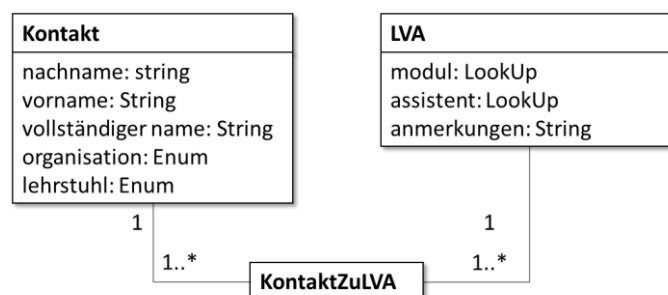 Kontakt
nachname: string
vorname: String
vollständiger name: String
organisation: Enum
lehrstuhl: Enum
LVA
modul: LookUp
assistent: LookUp
anmerkungen: String
1
1
1..*
1..*
KontaktZuLVA